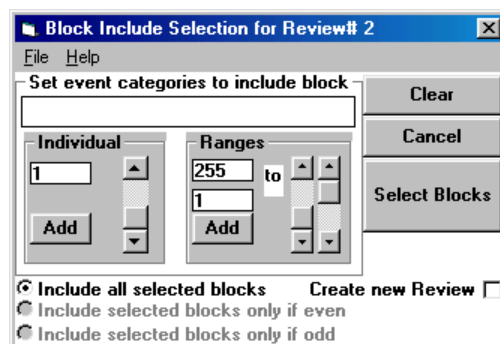 Block Include Selection for Review# 2
File Help
Set event categories to include block
Clear
Cancel
Select Blocks
Individual
1
Add
Ranges
255 to
1
Add
Include all selected blocks Create new Review
Include selected blocks only if even
Include selected blocks only if odd